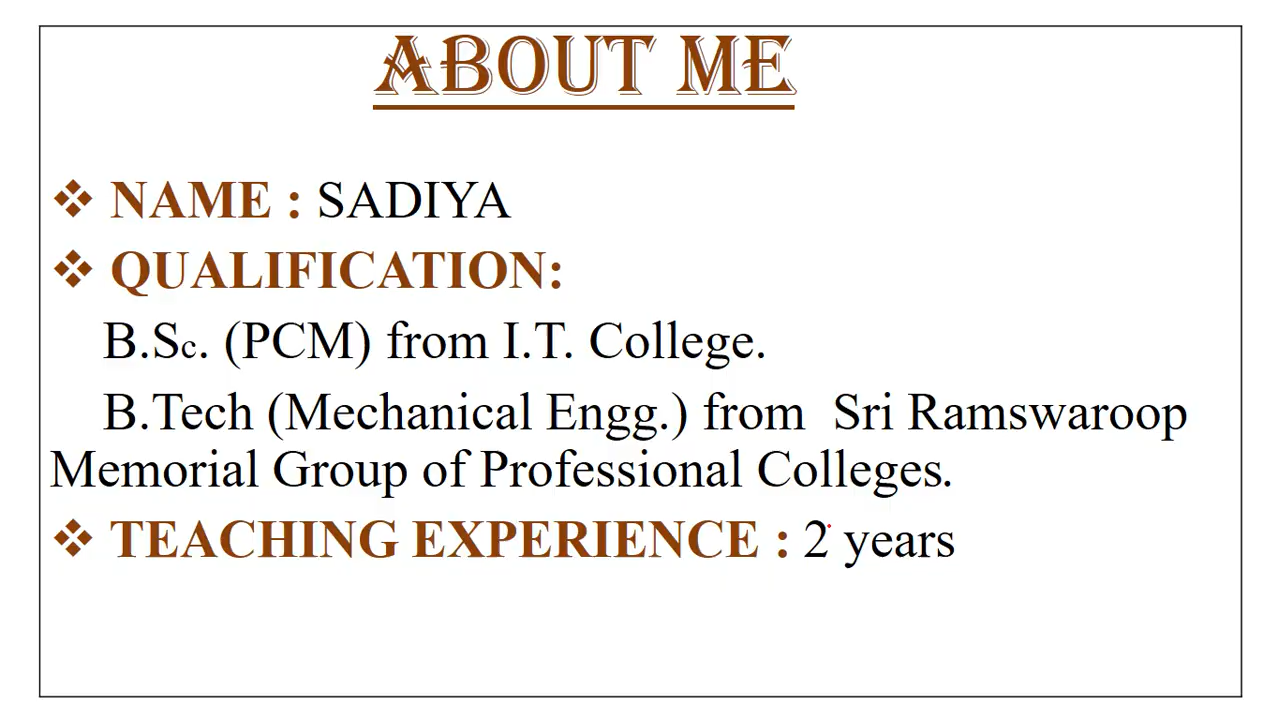 ABOUT ME
❖ NAME : SADIYA
❖ QUALIFICATION:
B.Sc. (PCM) from I.T. College.
B.Tech (Mechanical Engg.) from Sri Ramswaroop
Memorial Group of Professional Colleges.
❖ TEACHING EXPERIENCE : 2 years